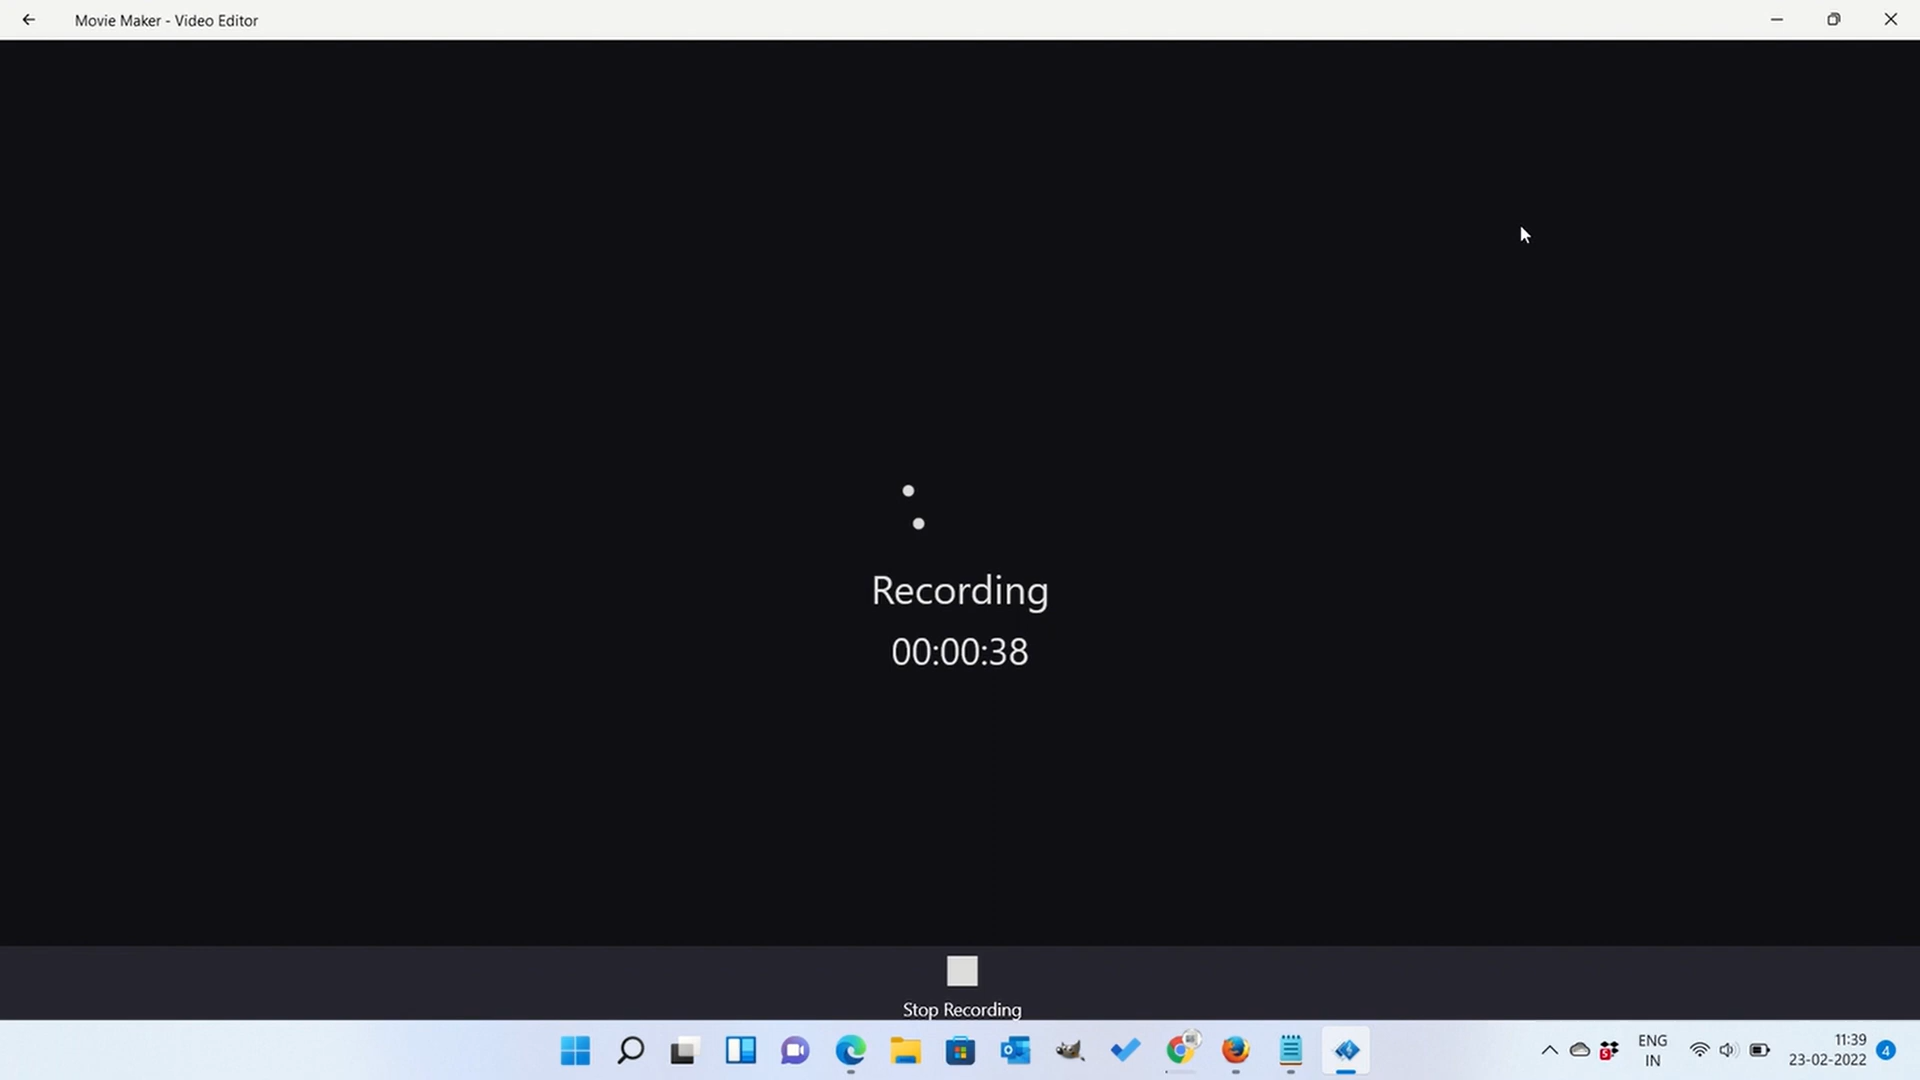 Movie Maker - Video Editor
Recording
00:00:38
Stop Recording
ENG
IN
11:39
23-02-2022
4